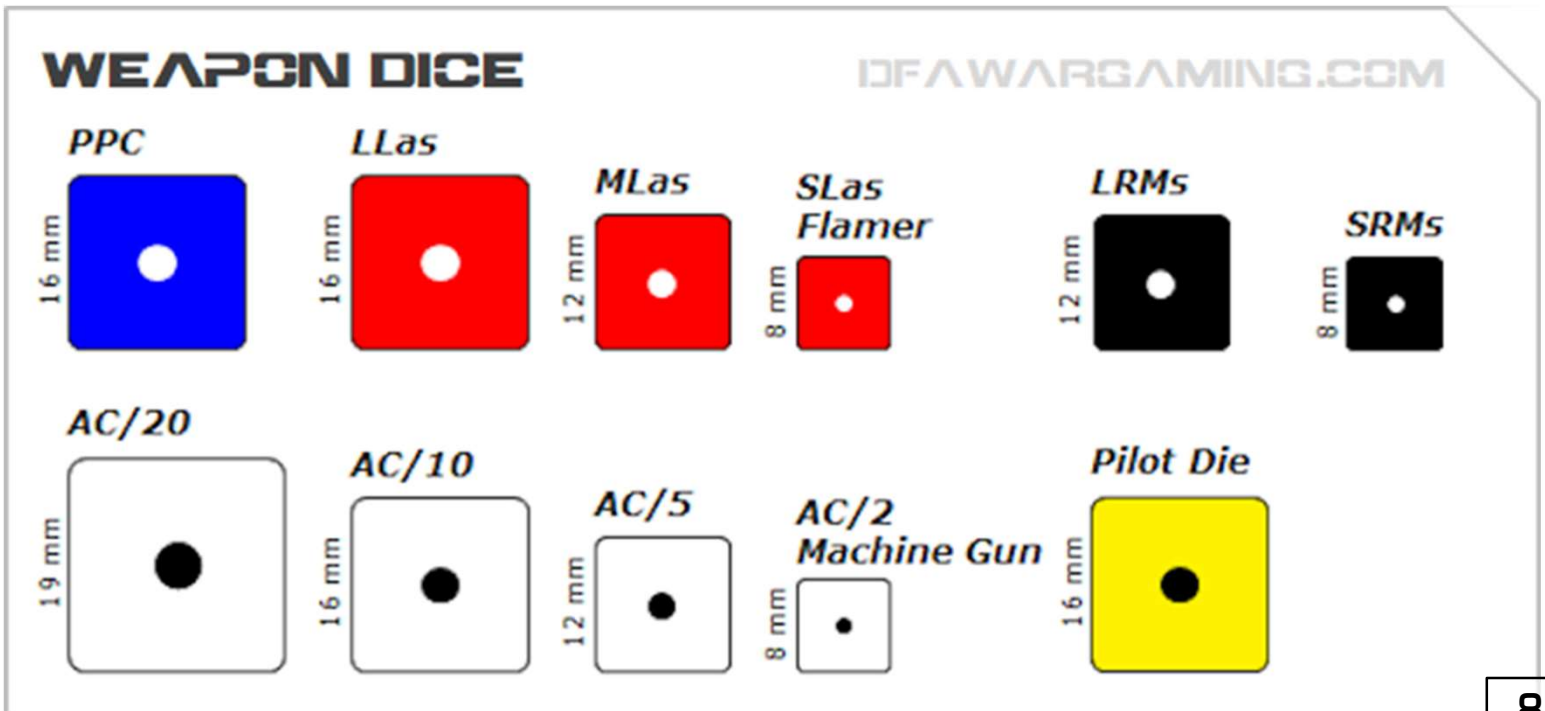 WEAPON DICE
DFAWARGAMING.COM
PPC
LLas
MLas
SLas
Flamer
LRMs
SRMs
16 mm
16 mm
12 mm
8 mm
12 mm
8 mm
AC/20
AC/10
AC/5
AC/2
Machine Gun
Pilot Die
19 mm
16 mm
12 mm
8 mm
16 mm